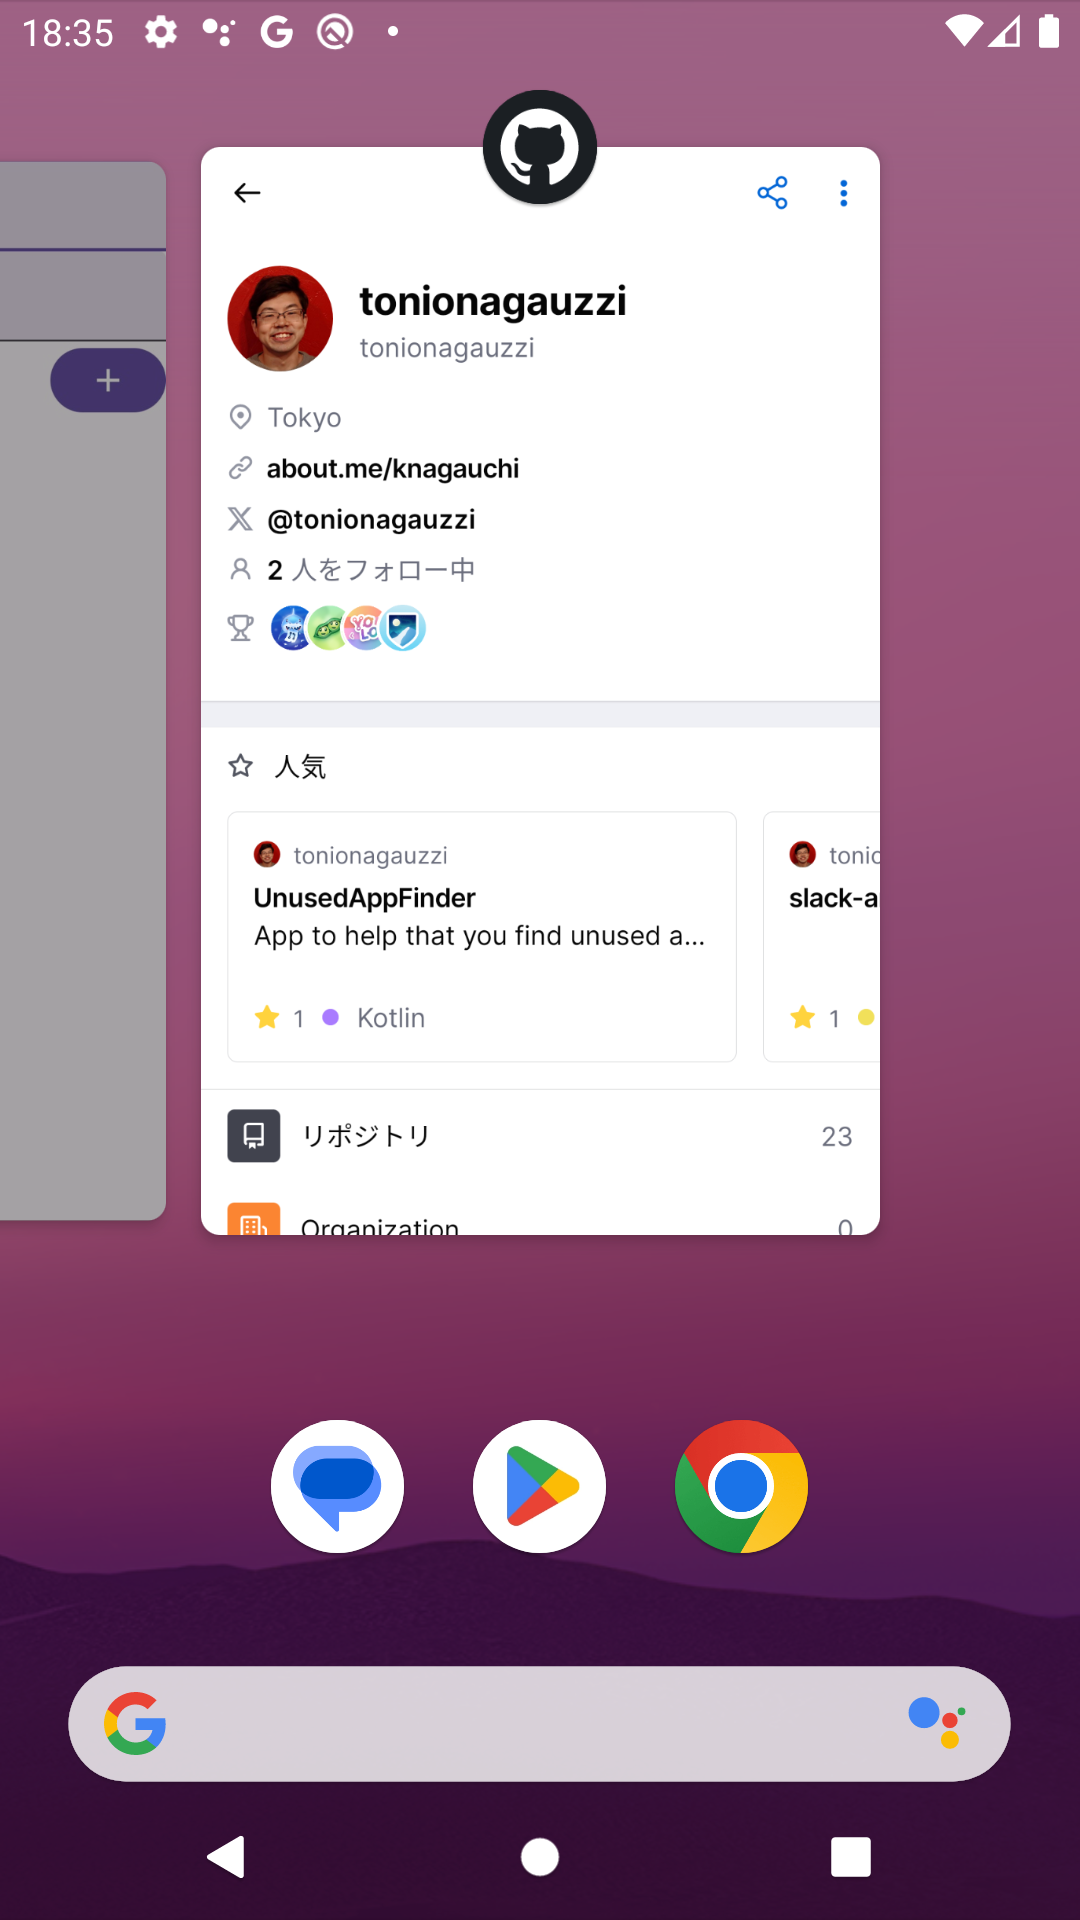 18:35
tonionagauzzi
tonionagauzzi
Tokyo
about.me/knagauchi
@tonionagauzzi
2 人をフォロー中
人気
tonionagauzzi
UnusedAppFinder
App to help that you find unused a...
1 Kotlin
tonic
slack-a
1
リポジトリ 23
Organization 0